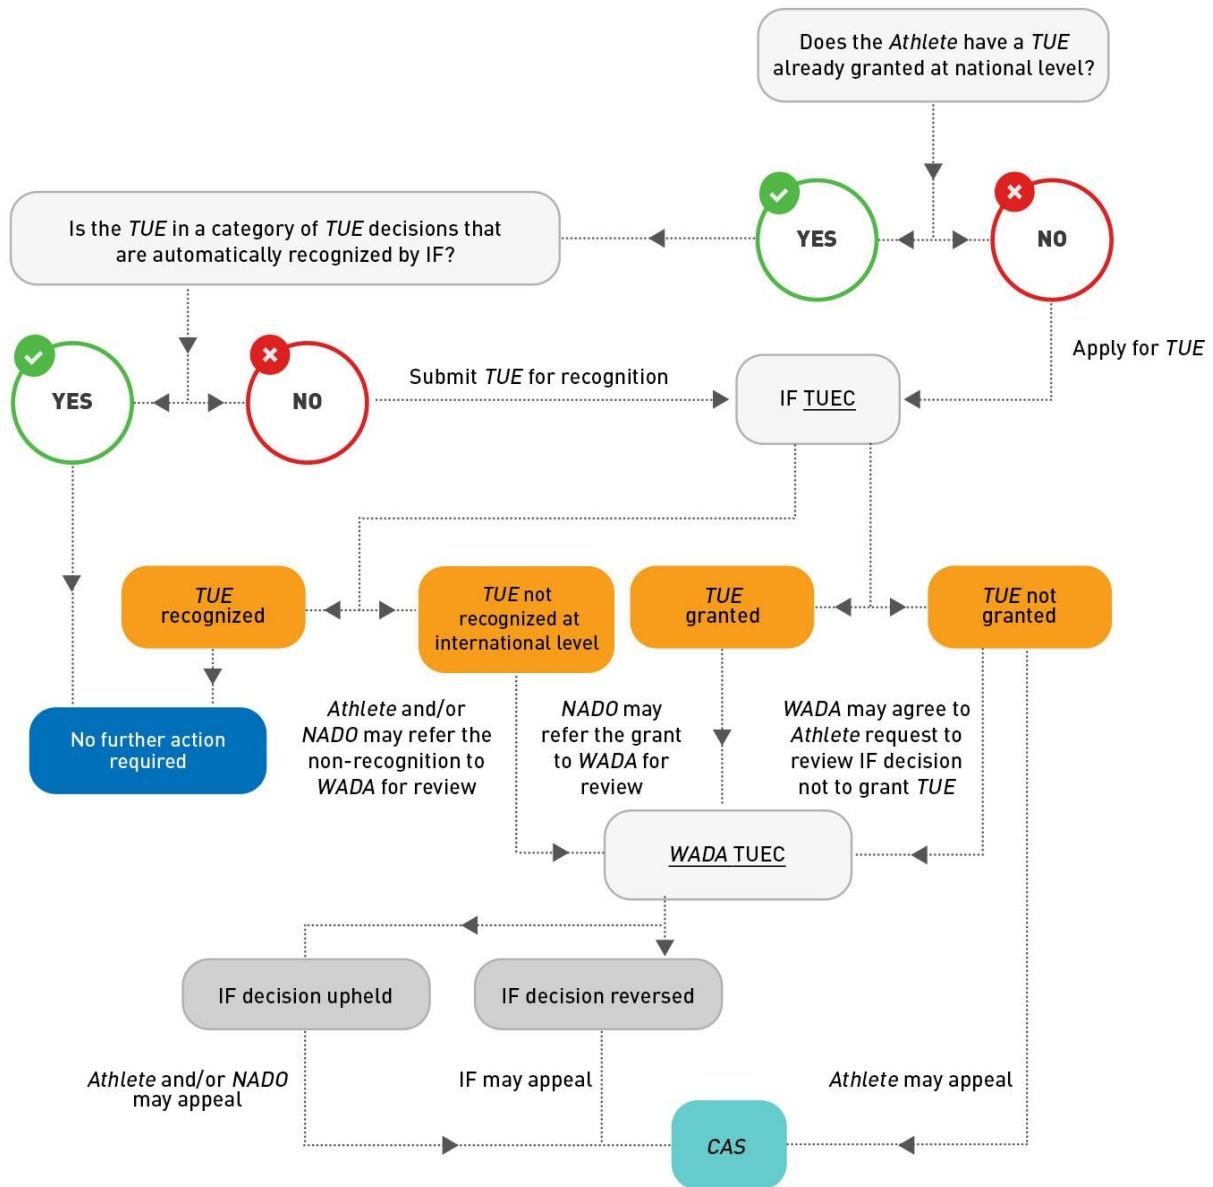 Does the Athlete have a TUE
already granted at national level?
YES
NO
Is the TUE in a category of TUE decisions that
are automatically recognized by IF?
YES
NO
Submit TUE for recognition
Apply for TUE
IF TUEC
TUE
recognized
TUE not
recognized at
international level
TUE
granted
TUE not
granted
No further action
required
Athlete and/or
NADO may refer the
non-recognition to
WADA for review
NADO may
refer the grant
to WADA for
review
WADA may agree to
Athlete request to
review IF decision
not to grant TUE
WADA TUEC
IF decision upheld
IF decision reversed
Athlete and/or NADO
may appeal
IF may appeal
Athlete may appeal
CAS